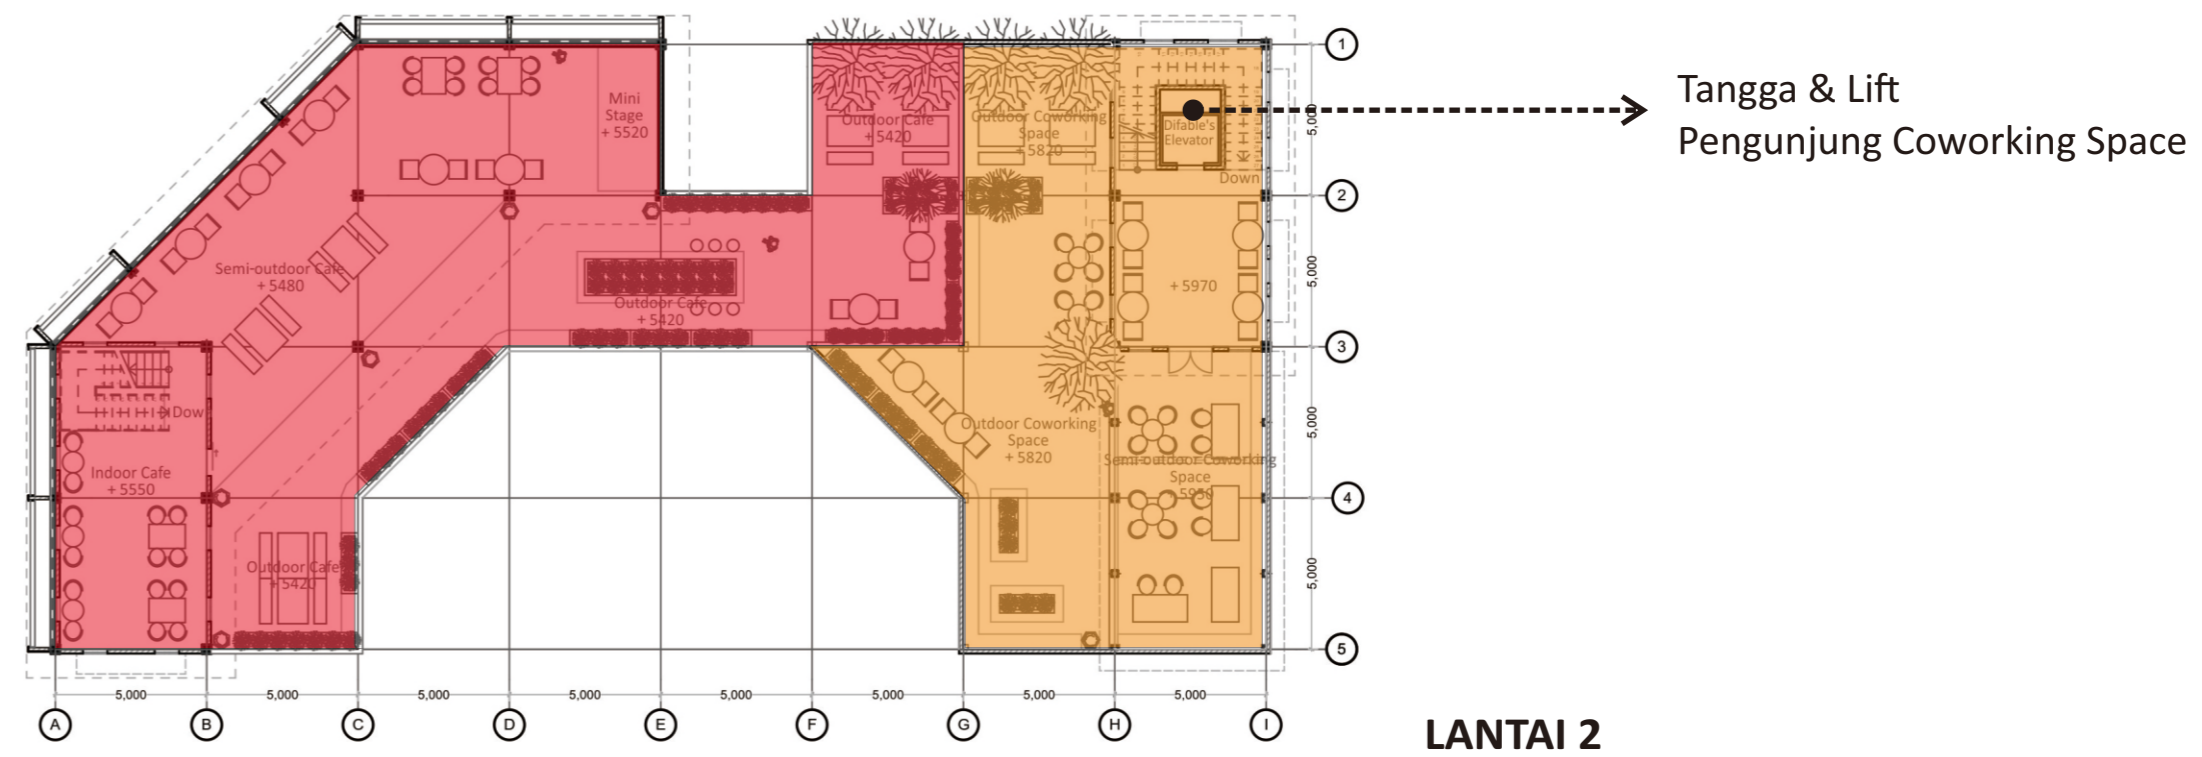 1
Tangga & Lift
Pengunjung Coworking Space
Mini
Stage
+ 5520
Outdoor Cafe
+ 5420
Outdoor Coworking
Space
+ 5820
Difable's
Elevator
Down
5,000
2
Semi-outdoor Cafe
+ 5480
Outdoor Cafe
+ 5420
+ 5970
5,000
3
Dow
Indoor Cafe
+ 5550
Outdoor Coworking
Space
+ 5820
Semi-outdoor Coworking
Space
+ 5950
5,000
4
Outdoor Cafe
+ 5420
5,000
5
5,000 5,000 5,000 5,000 5,000 5,000 5,000 5,000
A B C D E F G H I
LANTAI 2